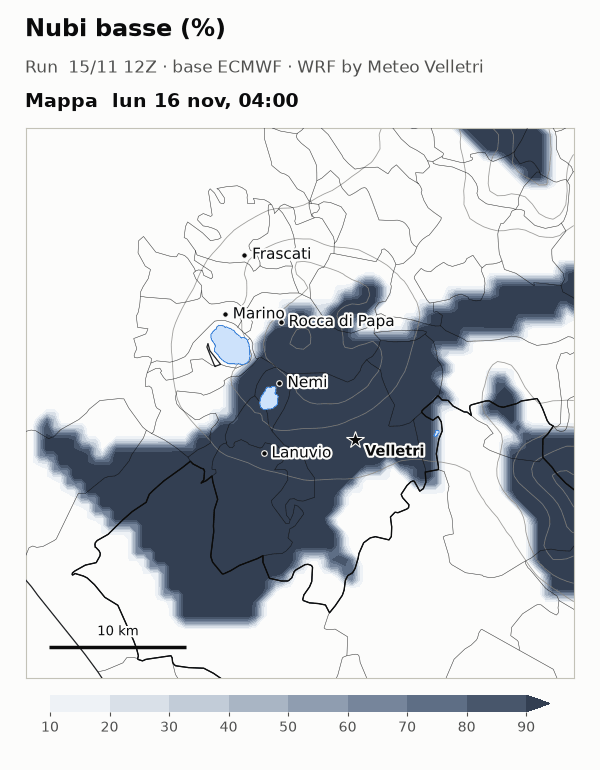 Nubi basse (%)
Run  15/11 12Z · base ECMWF · WRF by Meteo Velletri
Mappa  lun 16 nov, 04:00
Frascati
Marino
Rocca di Papa
Nemi
Velletri
Lanuvio
10 km
10 20 30 40 50 60 70 80 90